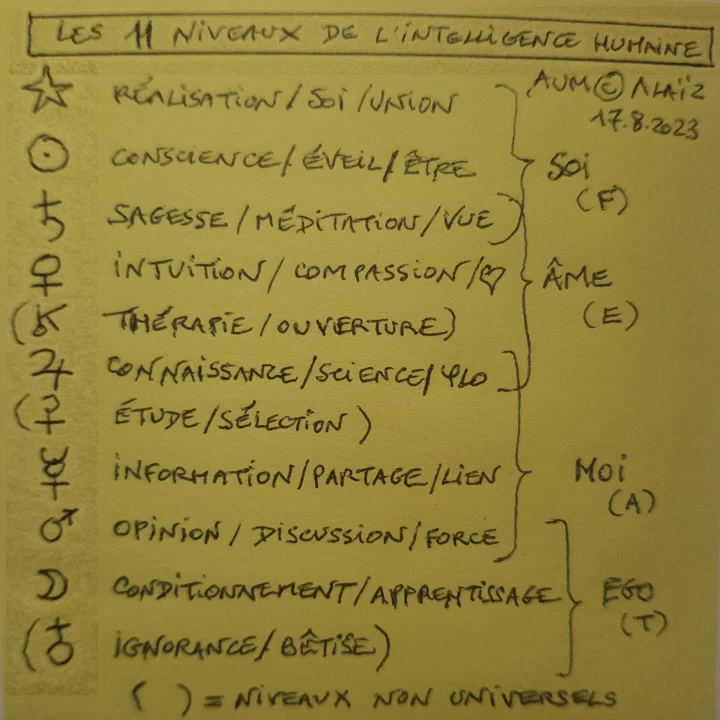 LES 11 NIVEAUX DE L'INTELLIGENCE HUMAINE
AUM © ALAÏZ
17.8.2023
☆ RÉALISATION / SOI / UNION
☉ CONSCIENCE / ÉVEIL / ÊTRE
SOI
(F)
♄ SAGESSE / MÉDITATION / VUE
♀ INTUITION / COMPASSION / ♡
ÂME
(E)
(⚷ THÉRAPIE / OUVERTURE)
♃ CONNAISSANCE / SCIENCE / φLO
(⚳ ÉTUDE / SÉLECTION)
☿ INFORMATION / PARTAGE / LIEN
MOI
(A)
♂ OPINION / DISCUSSION / FORCE
☽ CONDITIONNEMENT / APPRENTISSAGE
EGO
(T)
(♁ IGNORANCE / BÊTISE)
( ) = NIVEAUX NON UNIVERSELS